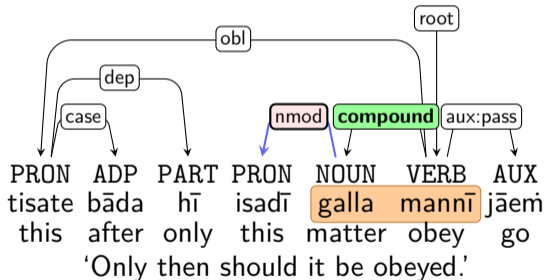 root
obl
dep
case nmod compound aux:pass
PRON ADP PART PRON NOUN VERB AUX
tisate bāda hī isadī galla mannī jāeṁ
this after only this matter obey go
‘Only then should it be obeyed.’